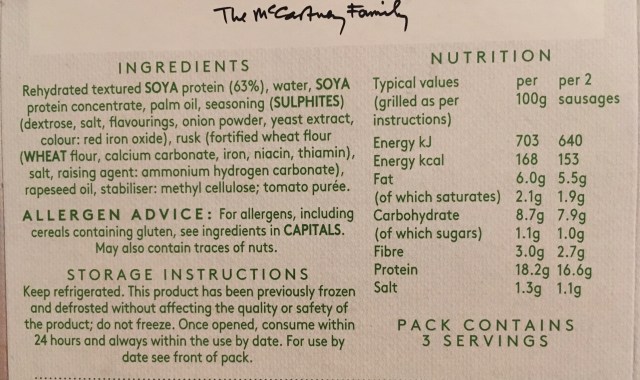 The McCartney Family
INGREDIENTS
Rehydrated textured SOYA protein (63%), water, SOYA
protein concentrate, palm oil, seasoning (SULPHITES)
(dextrose, salt, flavourings, onion powder, yeast extract,
colour: red iron oxide), rusk (fortified wheat flour
(WHEAT flour, calcium carbonate, iron, niacin, thiamin),
salt, raising agent: ammonium hydrogen carbonate),
rapeseed oil, stabiliser: methyl cellulose; tomato purée.
ALLERGEN ADVICE: For allergens, including
cereals containing gluten, see ingredients in CAPITALS.
May also contain traces of nuts.
STORAGE INSTRUCTIONS
Keep refrigerated. This product has been previously frozen
and defrosted without affecting the quality or safety of
the product; do not freeze. Once opened, consume within
24 hours and always within the use by date. For use by
date see front of pack.
NUTRITION
Typical values per per 2
(grilled as per 100g sausages
instructions)
Energy kJ 703 640
Energy kcal 168 153
Fat 6.0g 5.5g
(of which saturates) 2.1g 1.9g
Carbohydrate 8.7g 7.9g
(of which sugars) 1.1g 1.0g
Fibre 3.0g 2.7g
Protein 18.2g 16.6g
Salt 1.3g 1.1g
PACK CONTAINS
3 SERVINGS